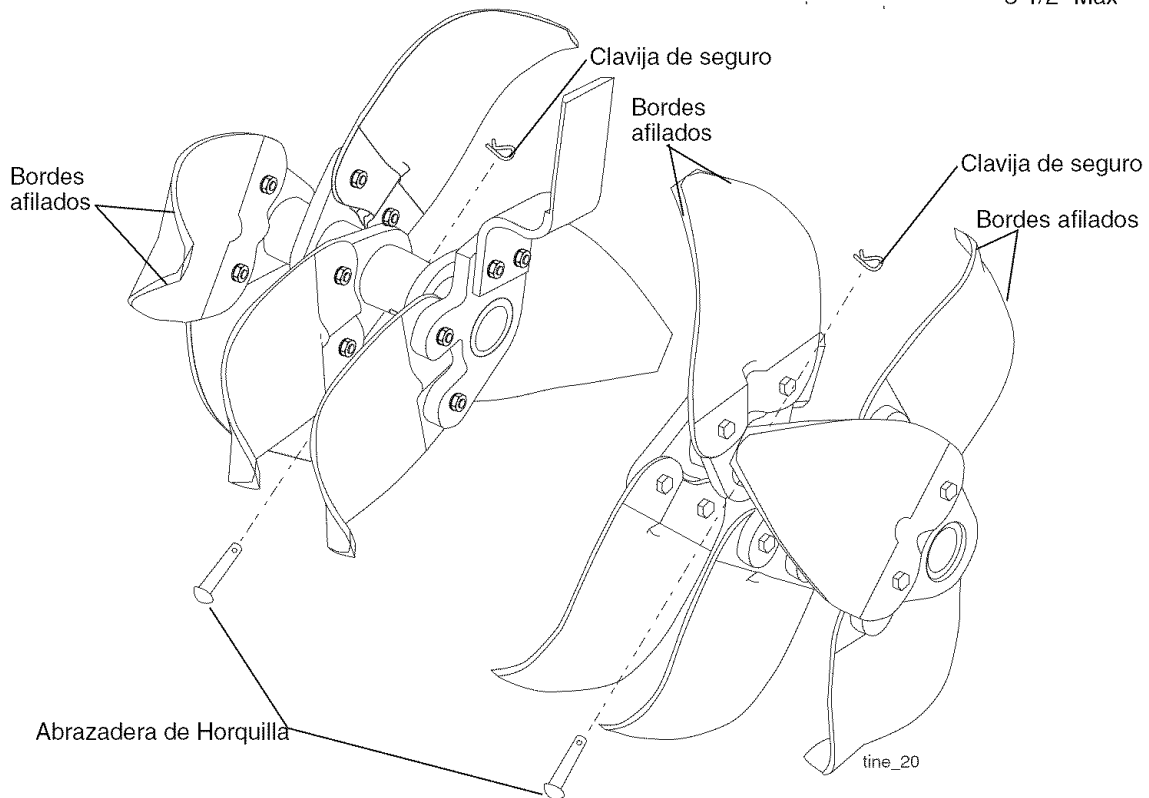 Clavija de seguro
Bordes
afilados
Clavija de seguro
Bordes
afilados
Bordes afilados
Abrazadera de Horquilla
tine_20